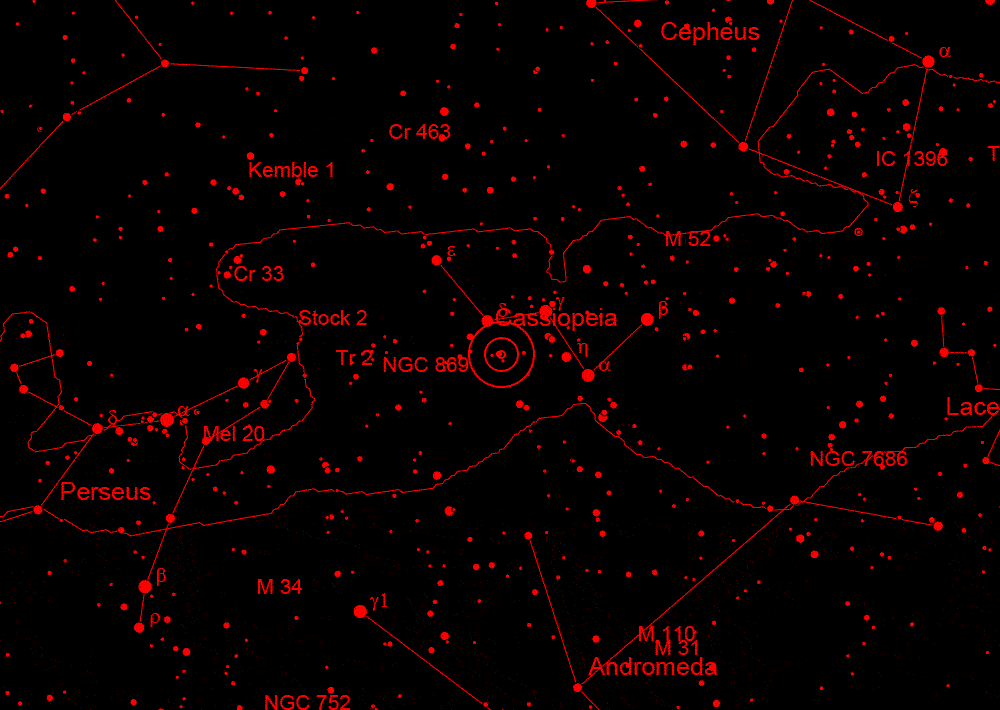 Cepheus
α
Cr 463
IC 1396
T
Kemble 1
ζ
M 52
ε
Cr 33
γ
δ
β
Stock 2
Cassiopeia
η
Tr 2
NGC 869
α
γ
Lace
δ
α
Mel 20
NGC 7686
Perseus
β
M 34
γ1
ρ
M 110
M 31
Andromeda
NGC 752